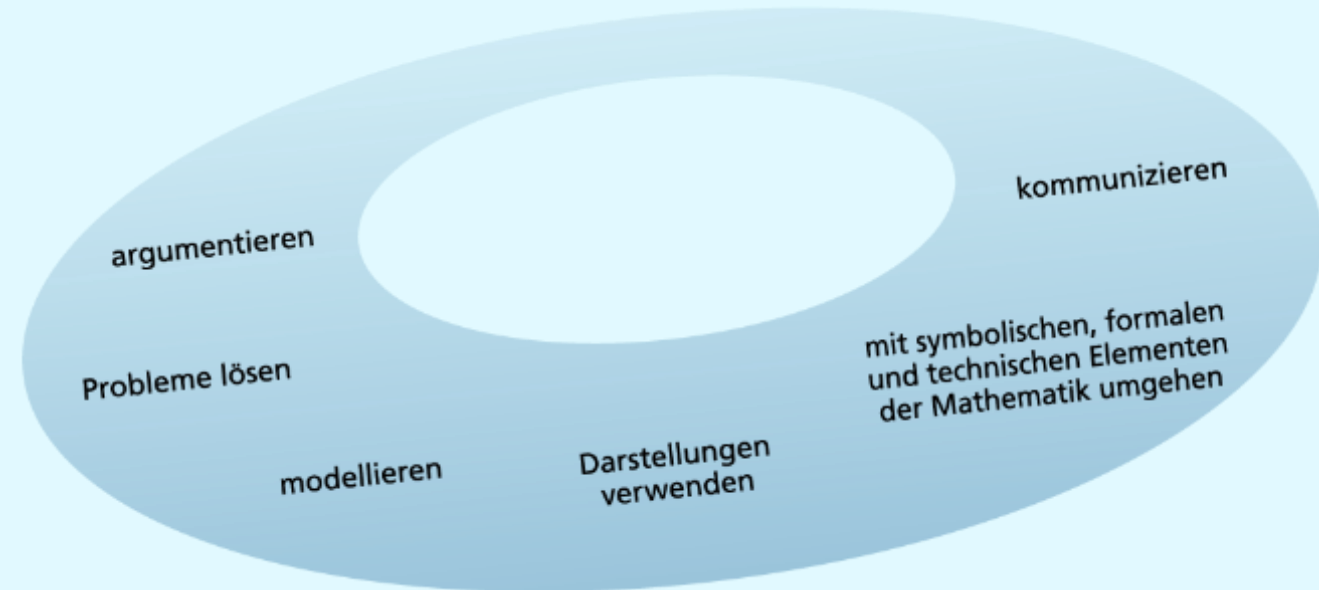 argumentieren
Probleme lösen
modellieren
Darstellungen
verwenden
mit symbolischen, formalen
und technischen Elementen
der Mathematik umgehen
kommunizieren